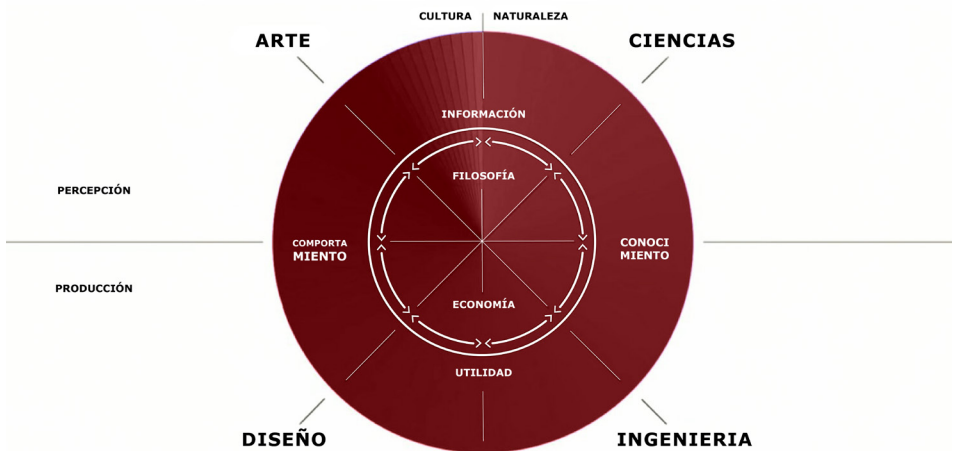 CULTURA NATURALEZA
ARTE CIENCIAS
INFORMACIÓN
FILOSOFÍA
PERCEPCIÓN
COMPORTA
MIENTO
CONOCI
MIENTO
PRODUCCIÓN
ECONOMÍA
UTILIDAD
DISEÑO INGENIERIA